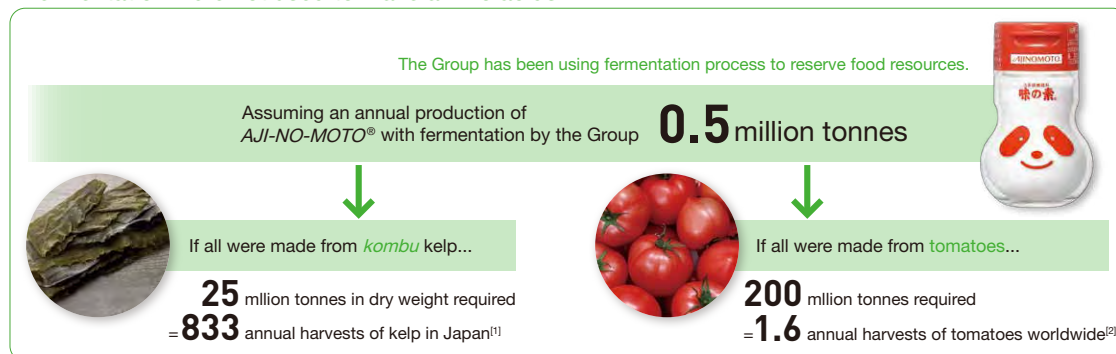 The Group has been using fermentation process to reserve food resources.
AJINOMOTO
味の素
Assuming an annual production of
AJI-NO-MOTO® with fermentation by the Group 0.5 million tonnes
If all were made from kombu kelp...
25 mllion tonnes in dry weight required
=833 annual harvests of kelp in Japan[1]
If all were made from tomatoes...
200 mllion tonnes required
=1.6 annual harvests of tomatoes worldwide[2]